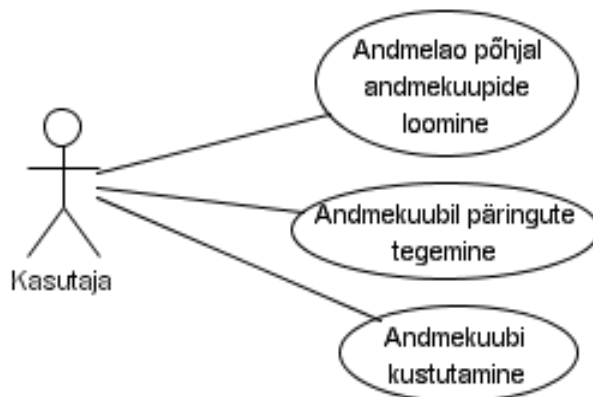 Andmelao põhjal
andmekuupide
loomine
Andmekuubil päringute
tegemine
Kasutaja
Andmekuubi
kustutamine